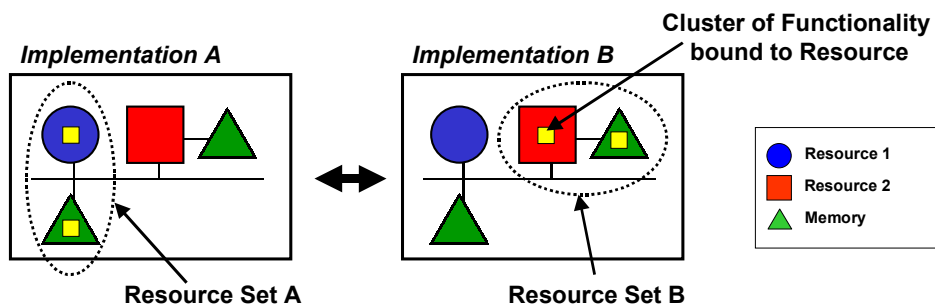 Cluster of Functionality
bound to Resource
Implementation A
Implementation B
Resource 1
Resource 2
Memory
Resource Set A
Resource Set B